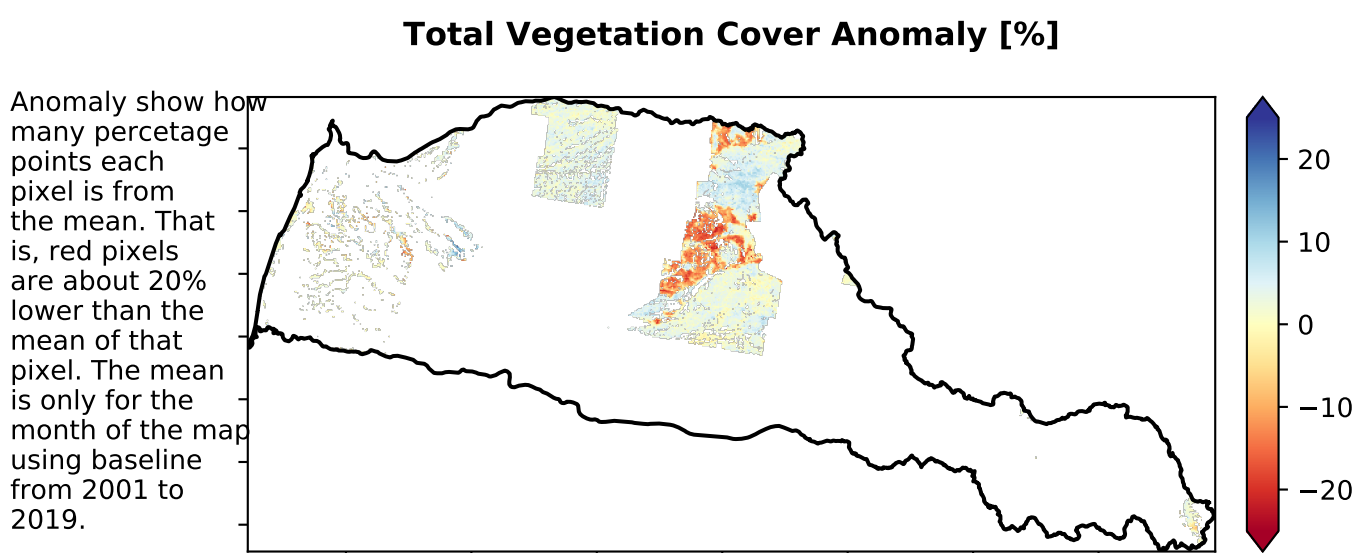 Total Vegetation Cover Anomaly [%]
Anomaly show how
many percetage
points each
pixel is from
the mean. That
is, red pixels
are about 20%
lower than the
mean of that
pixel. The mean
is only for the
month of the map
using baseline
from 2001 to
2019.
20
10
0
−10
−20